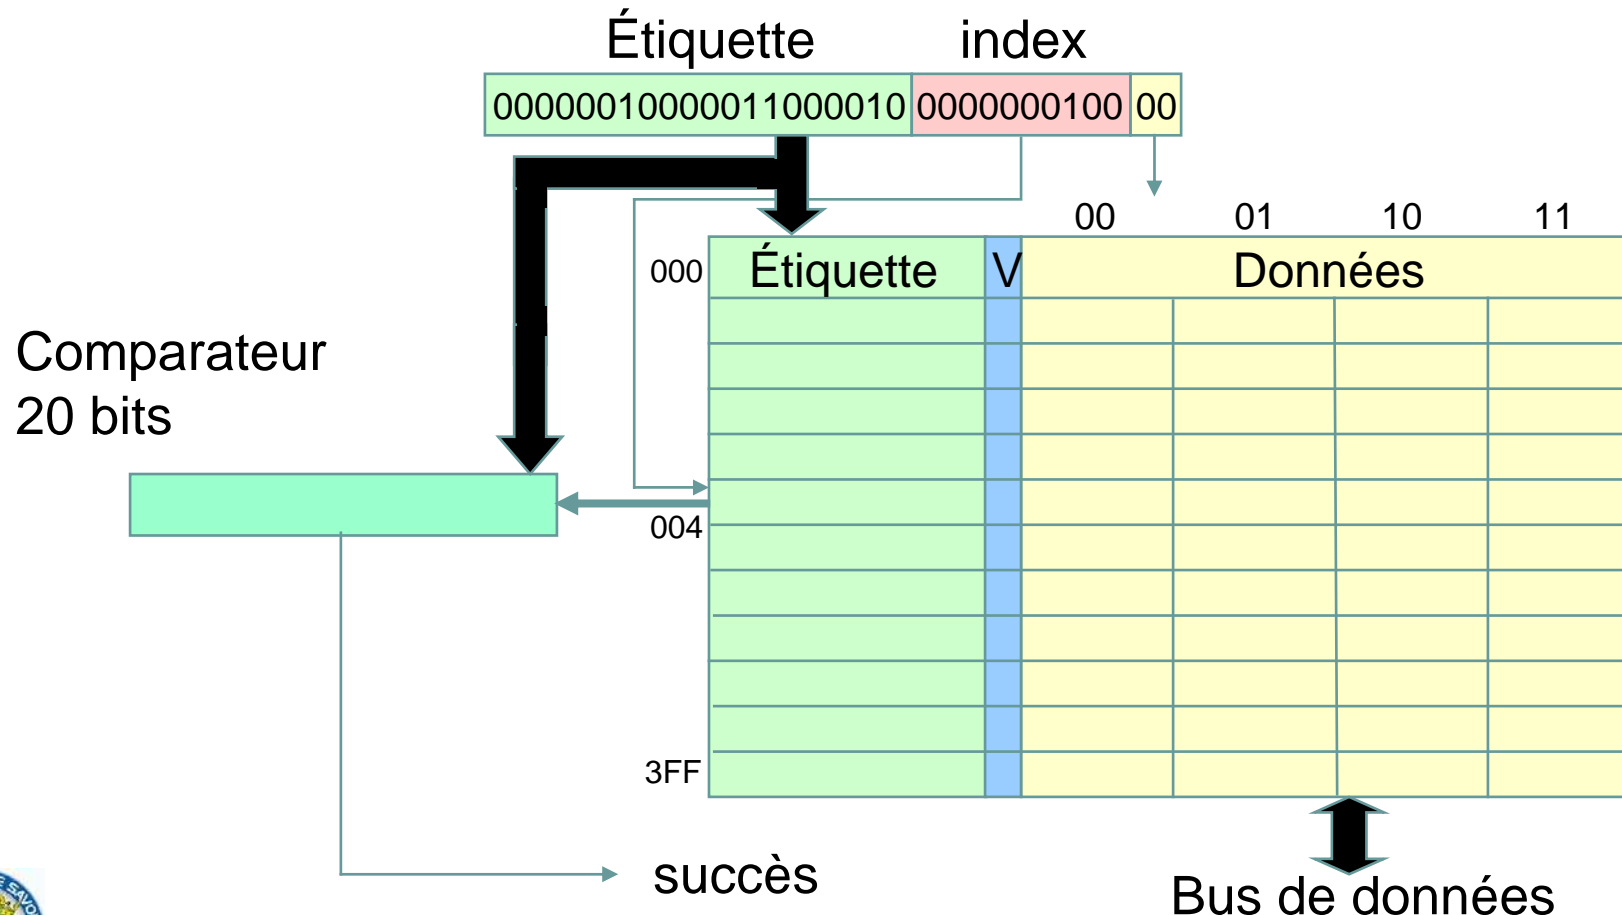 Étiquette index
00000010000011000010 0000000100 00
00 01 10 11
000 Étiquette V Données
Comparateur
20 bits
004
3FF
succès
Bus de données